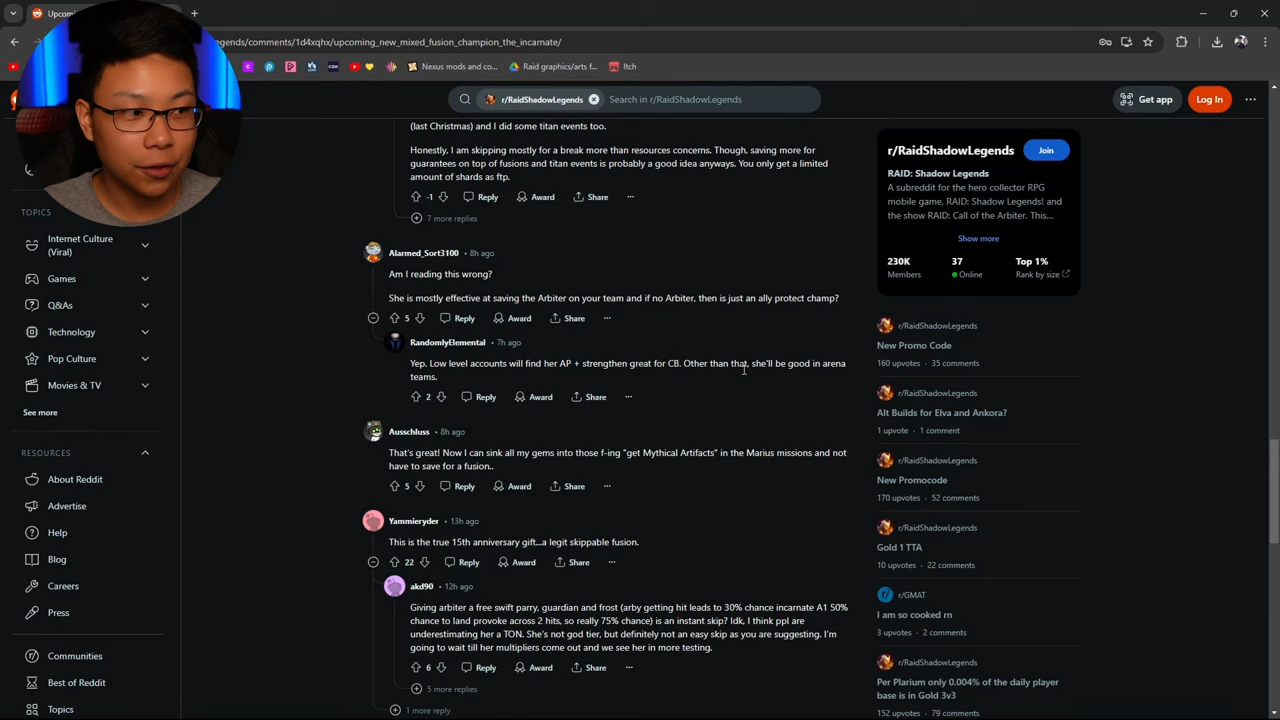 Upcomi
egends/comments/1d4xqhx/upcoming_new_mixed_fusion_champion_the_incarnate/
Nexus mods and co...
Raid graphics/arts f...
Itch
r/RaidShadowLegends
Search in r/RaidShadowLegends
Get app
Log In
(last Christmas) and I did some titan events too.
Honestly, I am skipping mostly for a break more than resources concerns. Though, saving more for
guarantees on top of fusions and titan events is probably a good idea anyways. You only get a limited
amount of shards as ftp.
-1 Reply Award Share
7 more replies
Alarmed_Sort3100 • 8h ago
Am I reading this wrong?
She is mostly effective at saving the Arbiter on your team and if no Arbiter, then is just an ally protect champ?
5 Reply Award Share
RandomlyElemental • 7h ago
Yep. Low level accounts will find her AP + strengthen great for CB. Other than that, she'll be good in arena
teams.
2 Reply Award Share
Ausschluss • 8h ago
That's great! Now I can sink all my gems into those f-ing "get Mythical Artifacts" in the Marius missions and not
have to save for a fusion..
5 Reply Award Share
Yammieryder • 13h ago
This is the true 15th anniversary gift...a legit skippable fusion.
22 Reply Award Share
akd90 • 12h ago
Giving arbiter a free swift parry, guardian and frost (arby getting hit leads to 30% chance incarnate A1 50%
chance to land provoke across 2 hits, so really 75% chance) is an instant skip? Idk, I think ppl are
underestimating her a TON. She's not god tier, but definitely not an easy skip as you are suggesting. I'm
going to wait till her multipliers come out and we see her in more testing.
6 Reply Award Share
5 more replies
1 more reply
TOPICS
Internet Culture
(Viral)
Games
Q&As
Technology
Pop Culture
Movies & TV
See more
RESOURCES
About Reddit
Advertise
Help
Blog
Careers
Press
Communities
Best of Reddit
Topics
r/RaidShadowLegends
Join
RAID: Shadow Legends
A subreddit for the hero collector RPG
mobile game, RAID: Shadow Legends! and
the show RAID: Call of the Arbiter. This...
Show more
230K 37 Top 1%
Members Online Rank by size
r/RaidShadowLegends
New Promo Code
160 upvotes • 35 comments
r/RaidShadowLegends
Alt Builds for Elva and Ankora?
1 upvote • 1 comment
r/RaidShadowLegends
New Promocode
170 upvotes • 52 comments
r/RaidShadowLegends
Gold 1 TTA
10 upvotes • 22 comments
r/GMAT
I am so cooked rn
3 upvotes • 2 comments
r/RaidShadowLegends
Per Plarium only 0.004% of the daily player
base is in Gold 3v3
152 upvotes • 79 comments